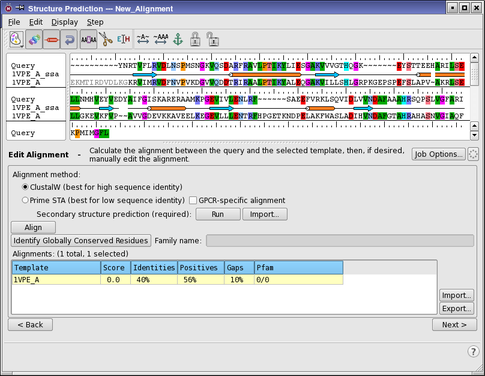 Structure Prediction --- New_Alignment
File Edit Display Step
Query
1VPE_A_ssa
1VPE_A
Query
1VPE_A_ssa
1VPE_A
Query KPMIMGFL
Edit Alignment - Calculate the alignment between the query and the selected template, then, if desired,
manually edit the alignment.
Job Options...
Alignment method:
ClustalW (best for high sequence identity)
Prime STA (best for low sequence identity) GPCR-specific alignment
Secondary structure prediction (required): Run Import...
Align
Identify Globally Conserved Residues Family name:
Alignments: (1 total, 1 selected)
Template Score Identities Positives Gaps Pfam
1VPE_A 0.0 40% 56% 10% 0/0
Import...
Export...
< Back Next >
?